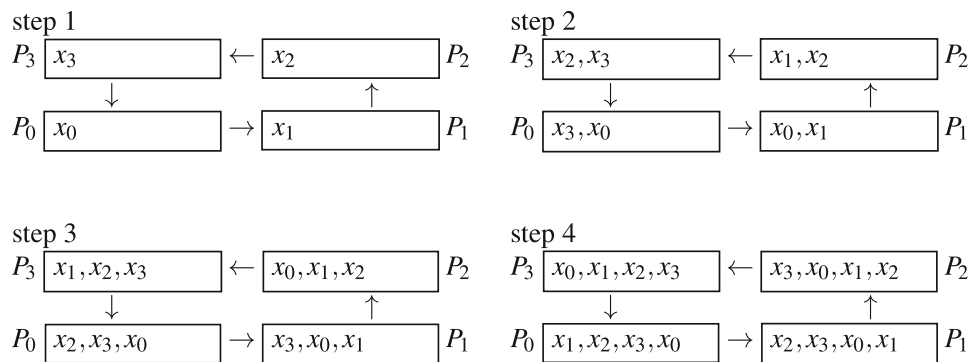 step 1
P₃ x₃ ← x₂ P₂
↓ ↑
P₀ x₀ → x₁ P₁
step 2
P₃ x₂, x₃ ← x₁, x₂ P₂
↓ ↑
P₀ x₃, x₀ → x₀, x₁ P₁
step 3
P₃ x₁, x₂, x₃ ← x₀, x₁, x₂ P₂
↓ ↑
P₀ x₂, x₃, x₀ → x₃, x₀, x₁ P₁
step 4
P₃ x₀, x₁, x₂, x₃ ← x₃, x₀, x₁, x₂ P₂
↓ ↑
P₀ x₁, x₂, x₃, x₀ → x₂, x₃, x₀, x₁ P₁